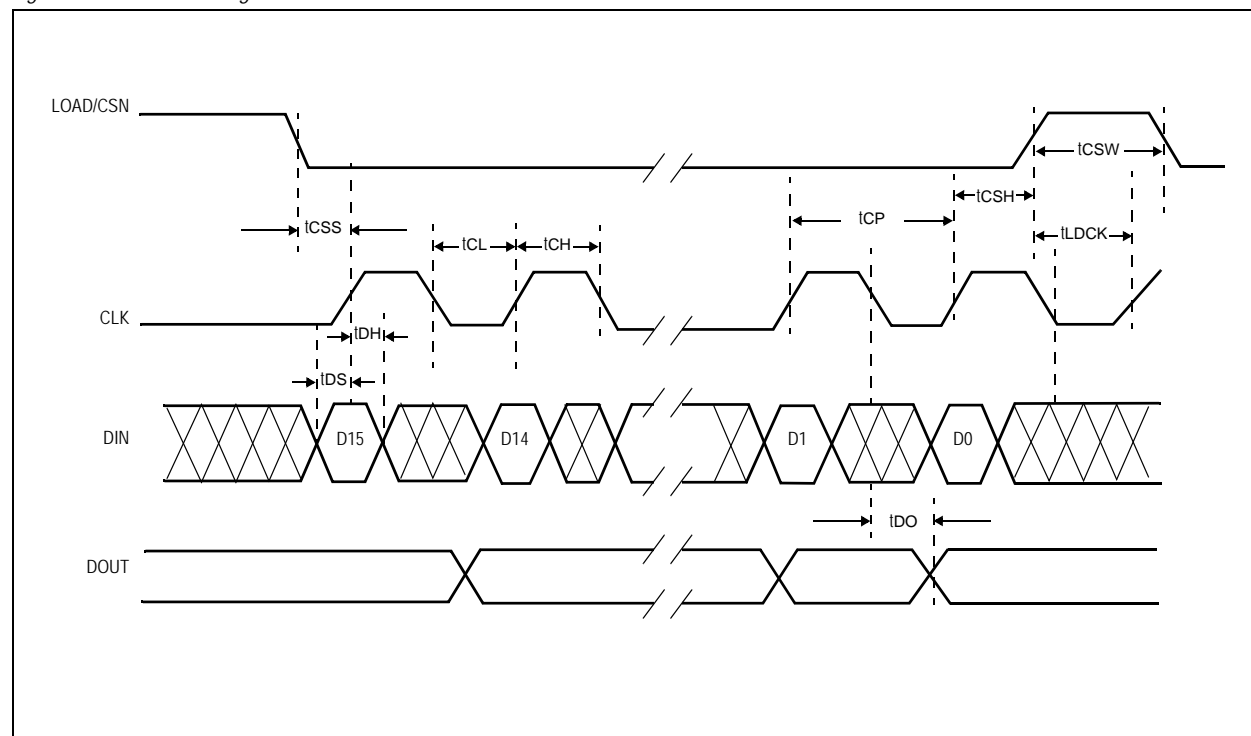 LOAD/CSN
tCSW
tCSH
tCP
tCSS
tCL
tCH
tLDCK
CLK
tDH
tDS
DIN
D15
D14
D1
D0
tDO
DOUT